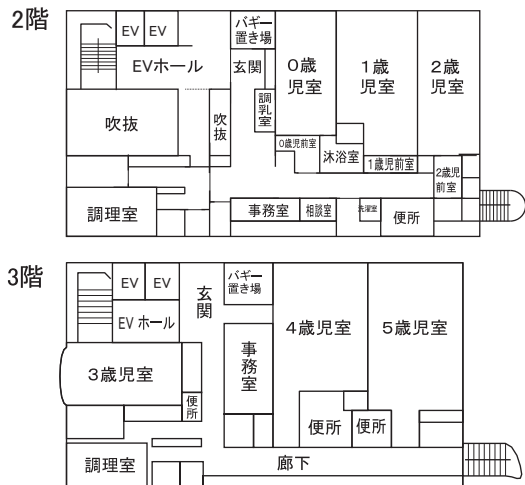 2階
EV
EV
EVホール
バギー
置き場
玄関
調乳室
0歳
児室
1歳
児室
2歳
児室
吹抜
吹抜
0歳児前室
沐浴室
1歳児前室
2歳児
前室
調理室
事務室
相談室
洗濯室
便所
3階
EV
EV
EVホール
玄関
バギー
置き場
4歳児室
5歳児室
3歳児室
事務室
便所
便所
便所
調理室
廊下